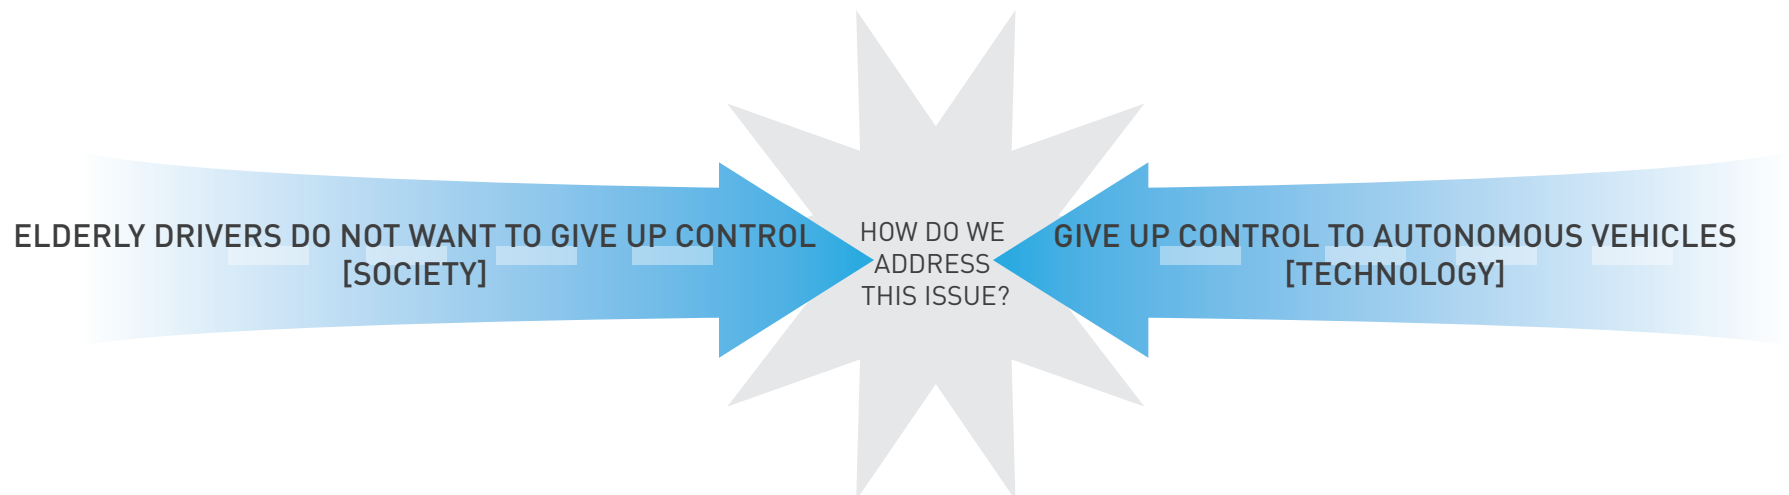 ELDERLY DRIVERS DO NOT WANT TO GIVE UP CONTROL
[SOCIETY]
HOW DO WE
ADDRESS
THIS ISSUE?
GIVE UP CONTROL TO AUTONOMOUS VEHICLES
[TECHNOLOGY]